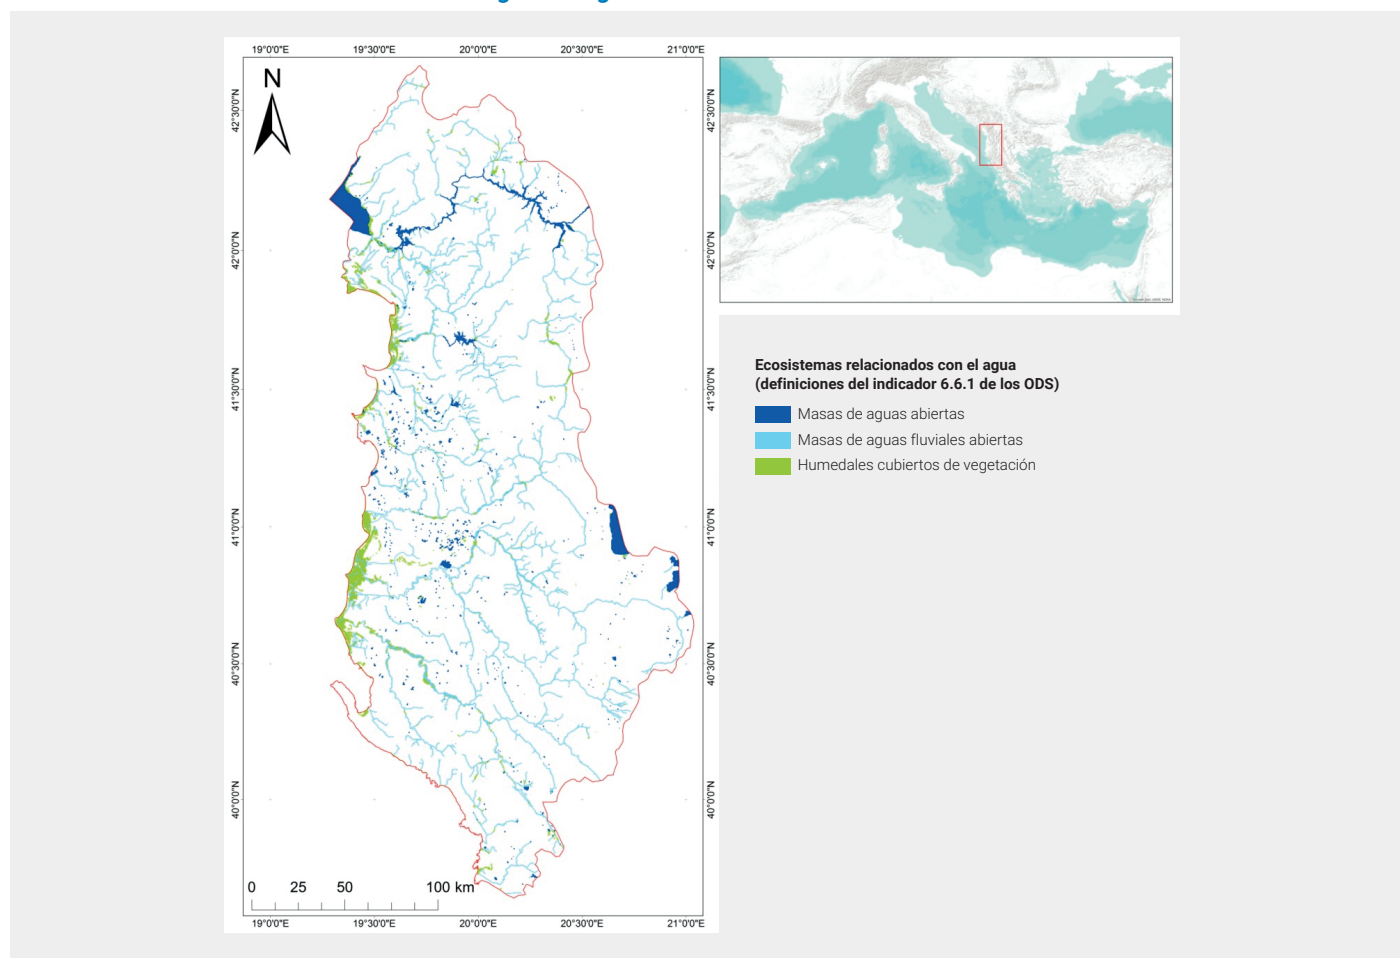 19°0'0"E 19°30'0"E 20°0'0"E 20°30'0"E 21°0'0"E
N
42°30'0"N 42°30'0"N
42°0'0"N 42°0'0"N
41°30'0"N 41°30'0"N
41°0'0"N 41°0'0"N
40°30'0"N 40°30'0"N
40°0'0"N 40°0'0"N
0 25 50 100 km
19°0'0"E 19°30'0"E 20°0'0"E 20°30'0"E 21°0'0"E
Ecosistemas relacionados con el agua
(definiciones del indicador 6.6.1 de los ODS)
Masas de aguas abiertas
Masas de aguas fluviales abiertas
Humedales cubiertos de vegetación